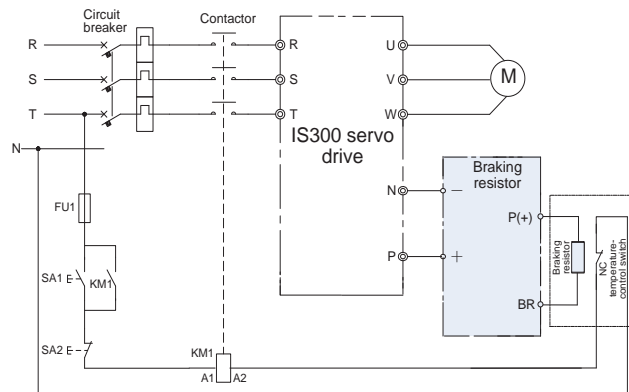 Circuit breaker
Contactor
R
R
U
S
S
V
M
T
T
W
IS300 servo drive
N
Braking resistor
N
−
FU1
P(+)
Braking resistor
NC temperature-control switch
P
+
SA1
KM1
BR
SA2
KM1
A1
A2